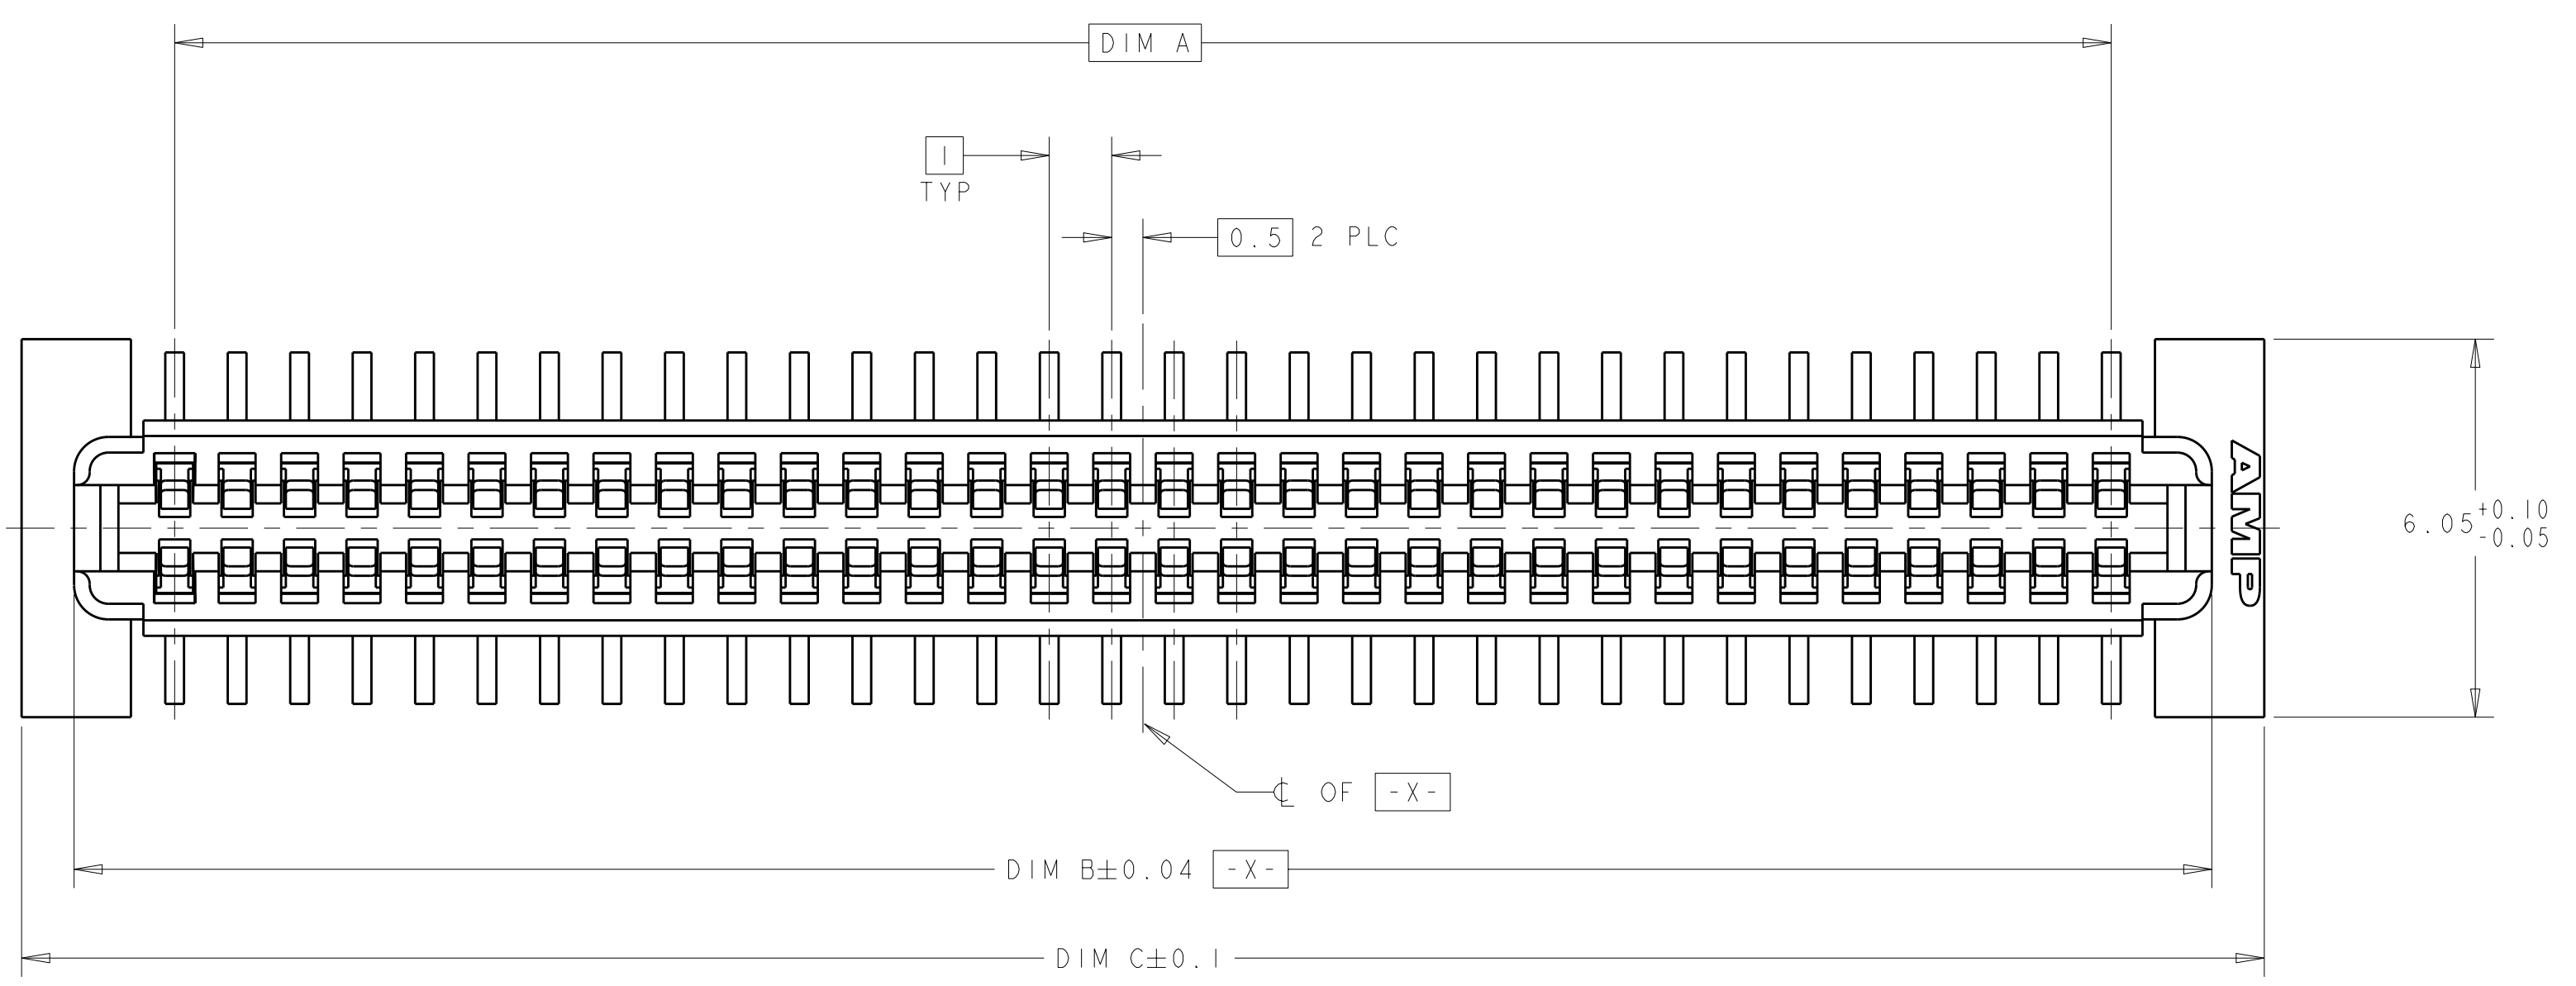 DIM A
1
TYP
0.5 2 PLC
AMP
6.05 +0.10
-0.05
℄ OF -X-
DIM B±0.04 -X-
DIM C±0.1